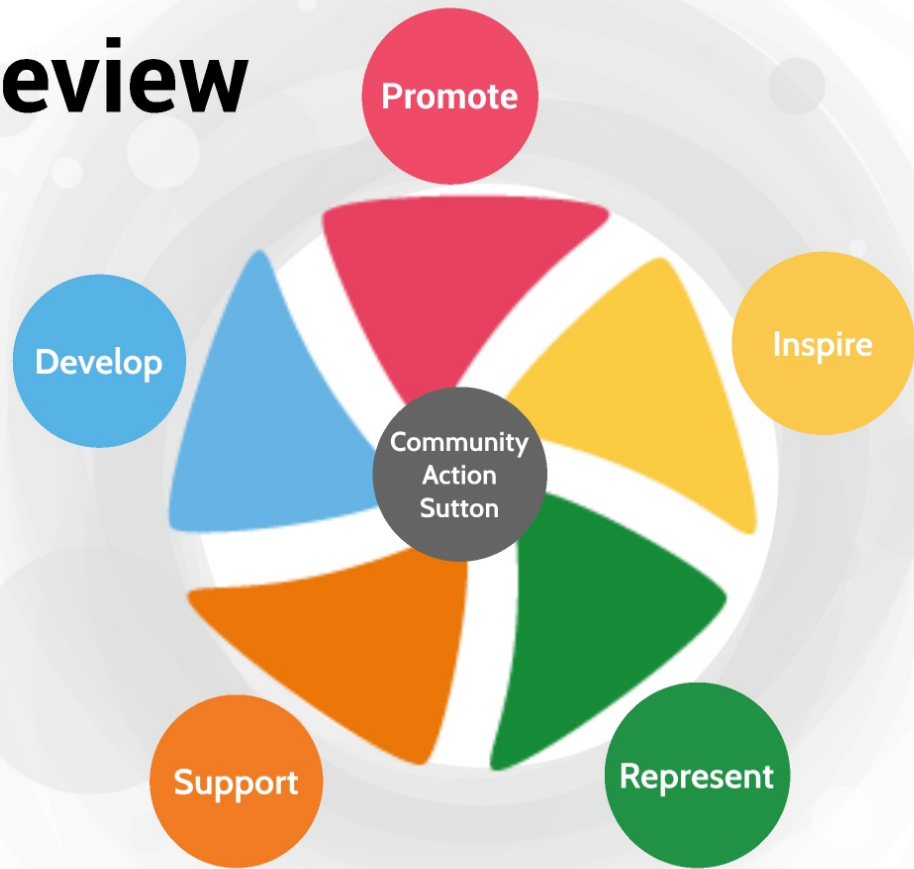 eview
Promote
Develop
Inspire
Community
Action
Sutton
Support
Represent